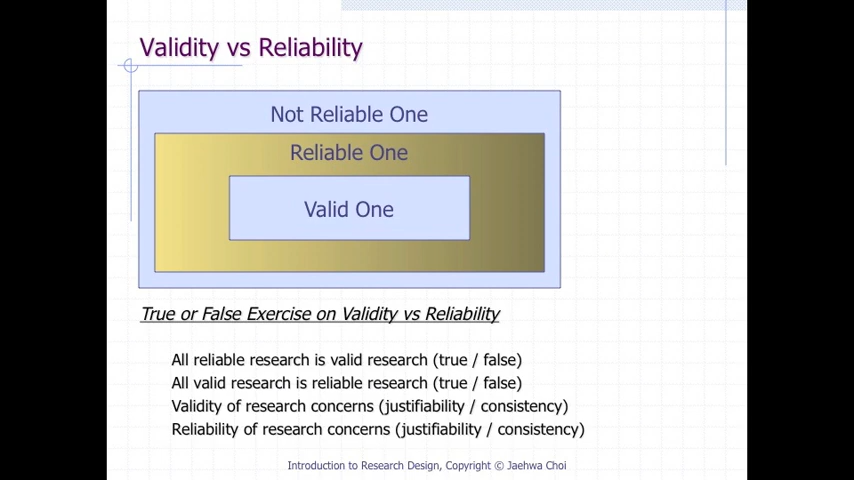 Validity vs Reliability
Not Reliable One
Reliable One
Valid One
True or False Exercise on Validity vs Reliability
All reliable research is valid research (true / false)
All valid research is reliable research (true / false)
Validity of research concerns (justifiability / consistency)
Reliability of research concerns (justifiability / consistency)
Introduction to Research Design, Copyright © Jaehwa Choi